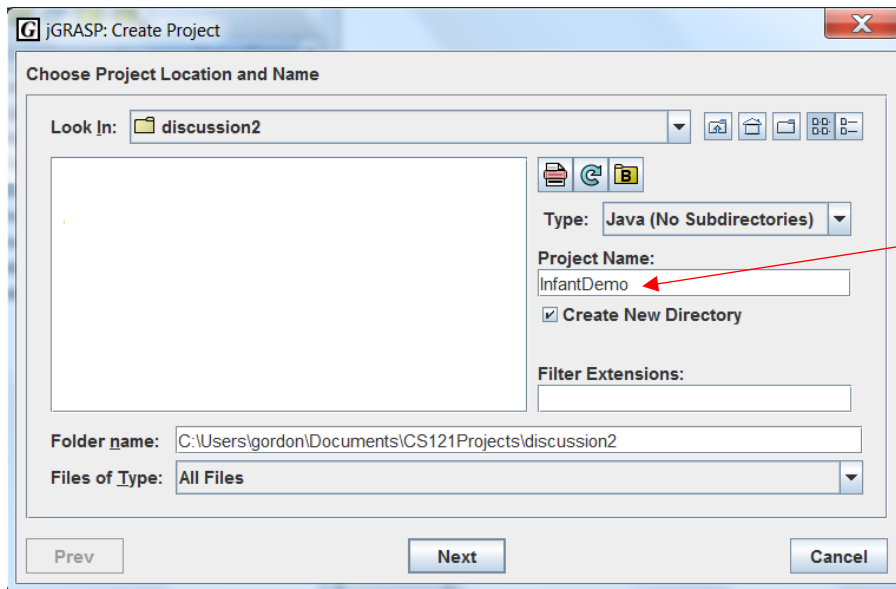 G jGRASP: Create Project
X
Choose Project Location and Name
Look In: discussion2
B
Type: Java (No Subdirectories)
Project Name:
InfantDemo
Create New Directory
Filter Extensions:
Folder name: C:\Users\gordon\Documents\CS121Projects\discussion2
Files of Type: All Files
Prev Next Cancel